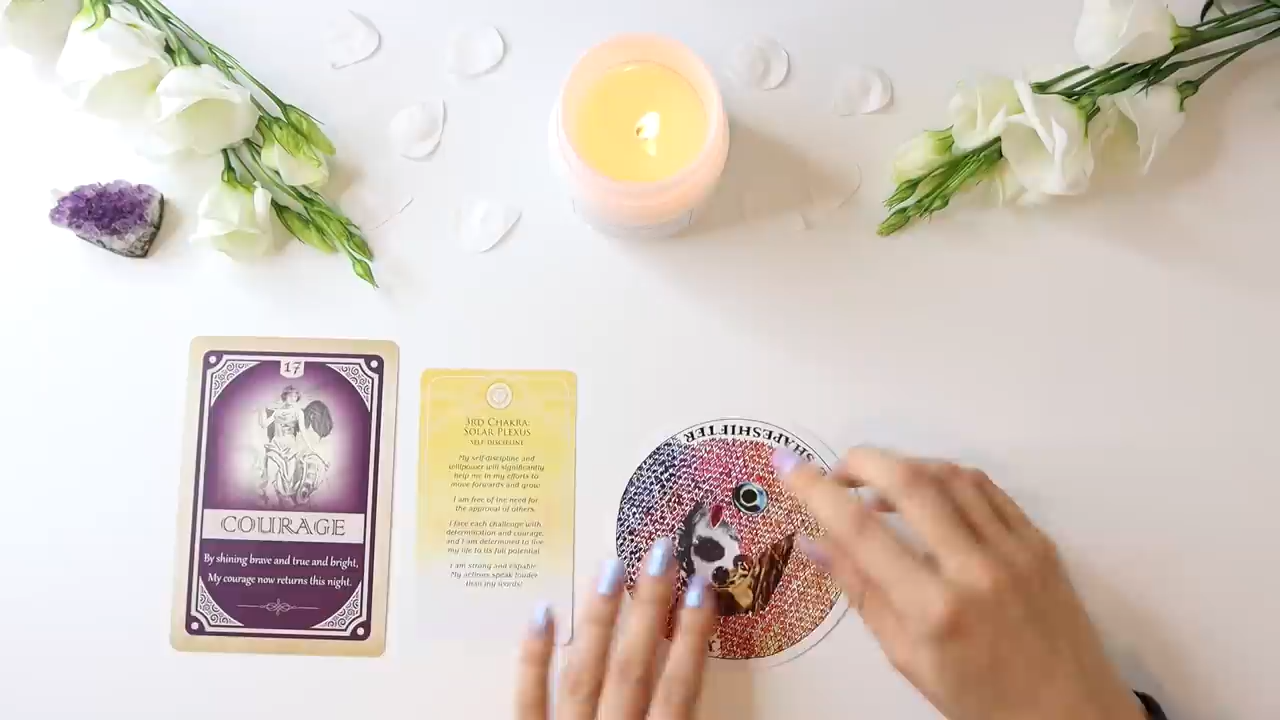 17
COURAGE
By shining brave and true and bright,
My courage now returns this night.
3RD CHAKRA:
SOLAR PLEXUS
SELF-DISCIPLINE
My self-discipline and
willpower will significantly
help me in my efforts to
move forwards and grow
I am free of the need for
the approval of others.
I face each challenge with
determination and courage,
and I am determined to live
my life to its full potential
I am strong and capable.
My actions speak louder
than my words!
SHAPESHIFTER